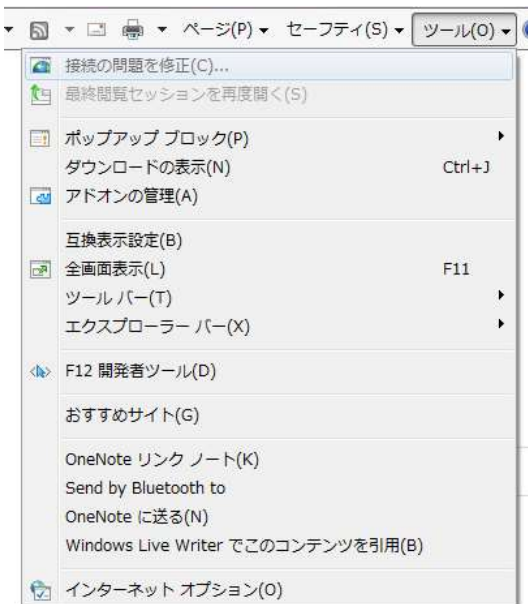 ページ(P) セーフティ(S) ツール(O)
接続の問題を修正(C)...
最終閲覧セッションを再度開く(S)
ポップアップ ブロック(P)
ダウンロードの表示(N) Ctrl+J
アドオンの管理(A)
互換表示設定(B)
全画面表示(L) F11
ツール バー(T)
エクスプローラー バー(X)
F12 開発者ツール(D)
おすすめサイト(G)
OneNote リンク ノート(K)
Send by Bluetooth to
OneNote に送る(N)
Windows Live Writer でこのコンテンツを引用(B)
インターネット オプション(O)